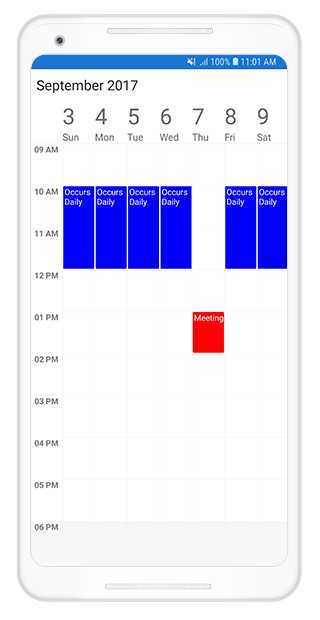 100% 11:01 AM
September 2017
3 4 5 6 7 8 9
Sun Mon Tue Wed Thu Fri Sat
09 AM
10 AM
Occurs Occurs Occurs Occurs Occurs Occurs
Daily Daily Daily Daily Daily Daily
11 AM
12 PM
01 PM
Meeting
02 PM
03 PM
04 PM
05 PM
06 PM